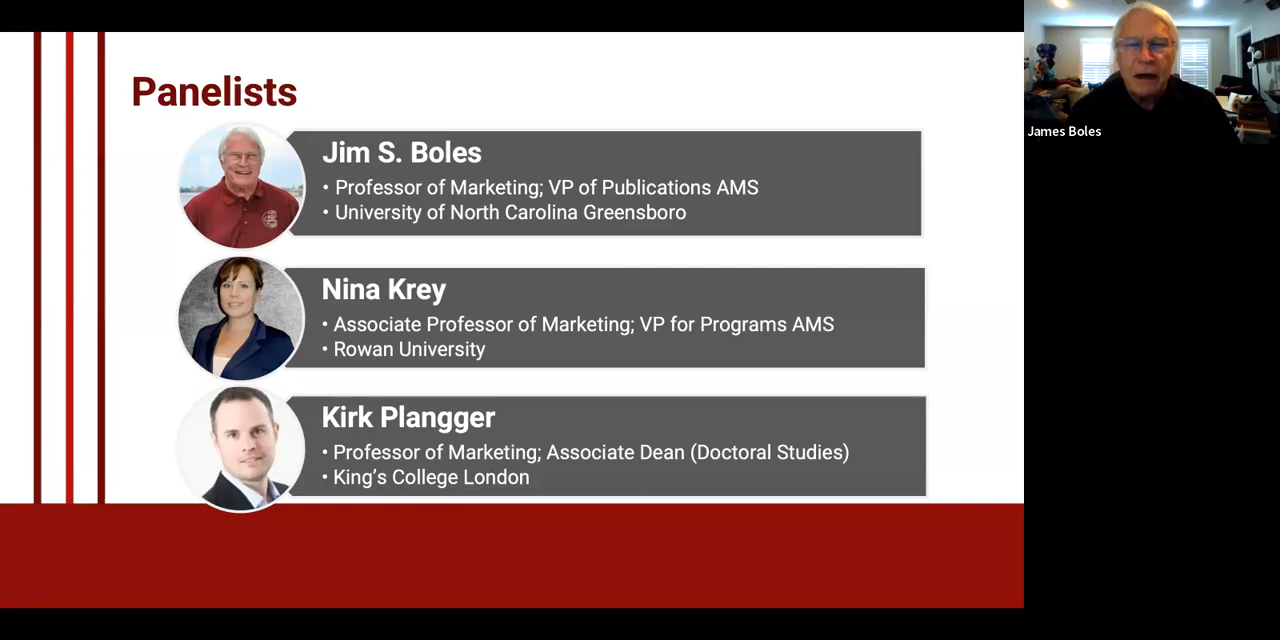 Panelists
Jim S. Boles
• Professor of Marketing; VP of Publications AMS
• University of North Carolina Greensboro
Nina Krey
• Associate Professor of Marketing; VP for Programs AMS
• Rowan University
Kirk Plangger
• Professor of Marketing; Associate Dean (Doctoral Studies)
• King's College London
James Boles